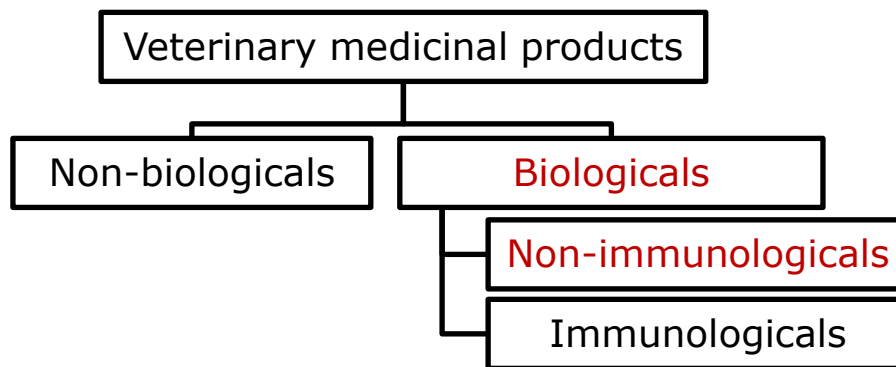 Veterinary medicinal products
Non-biologicals
Biologicals
Non-immunologicals
Immunologicals